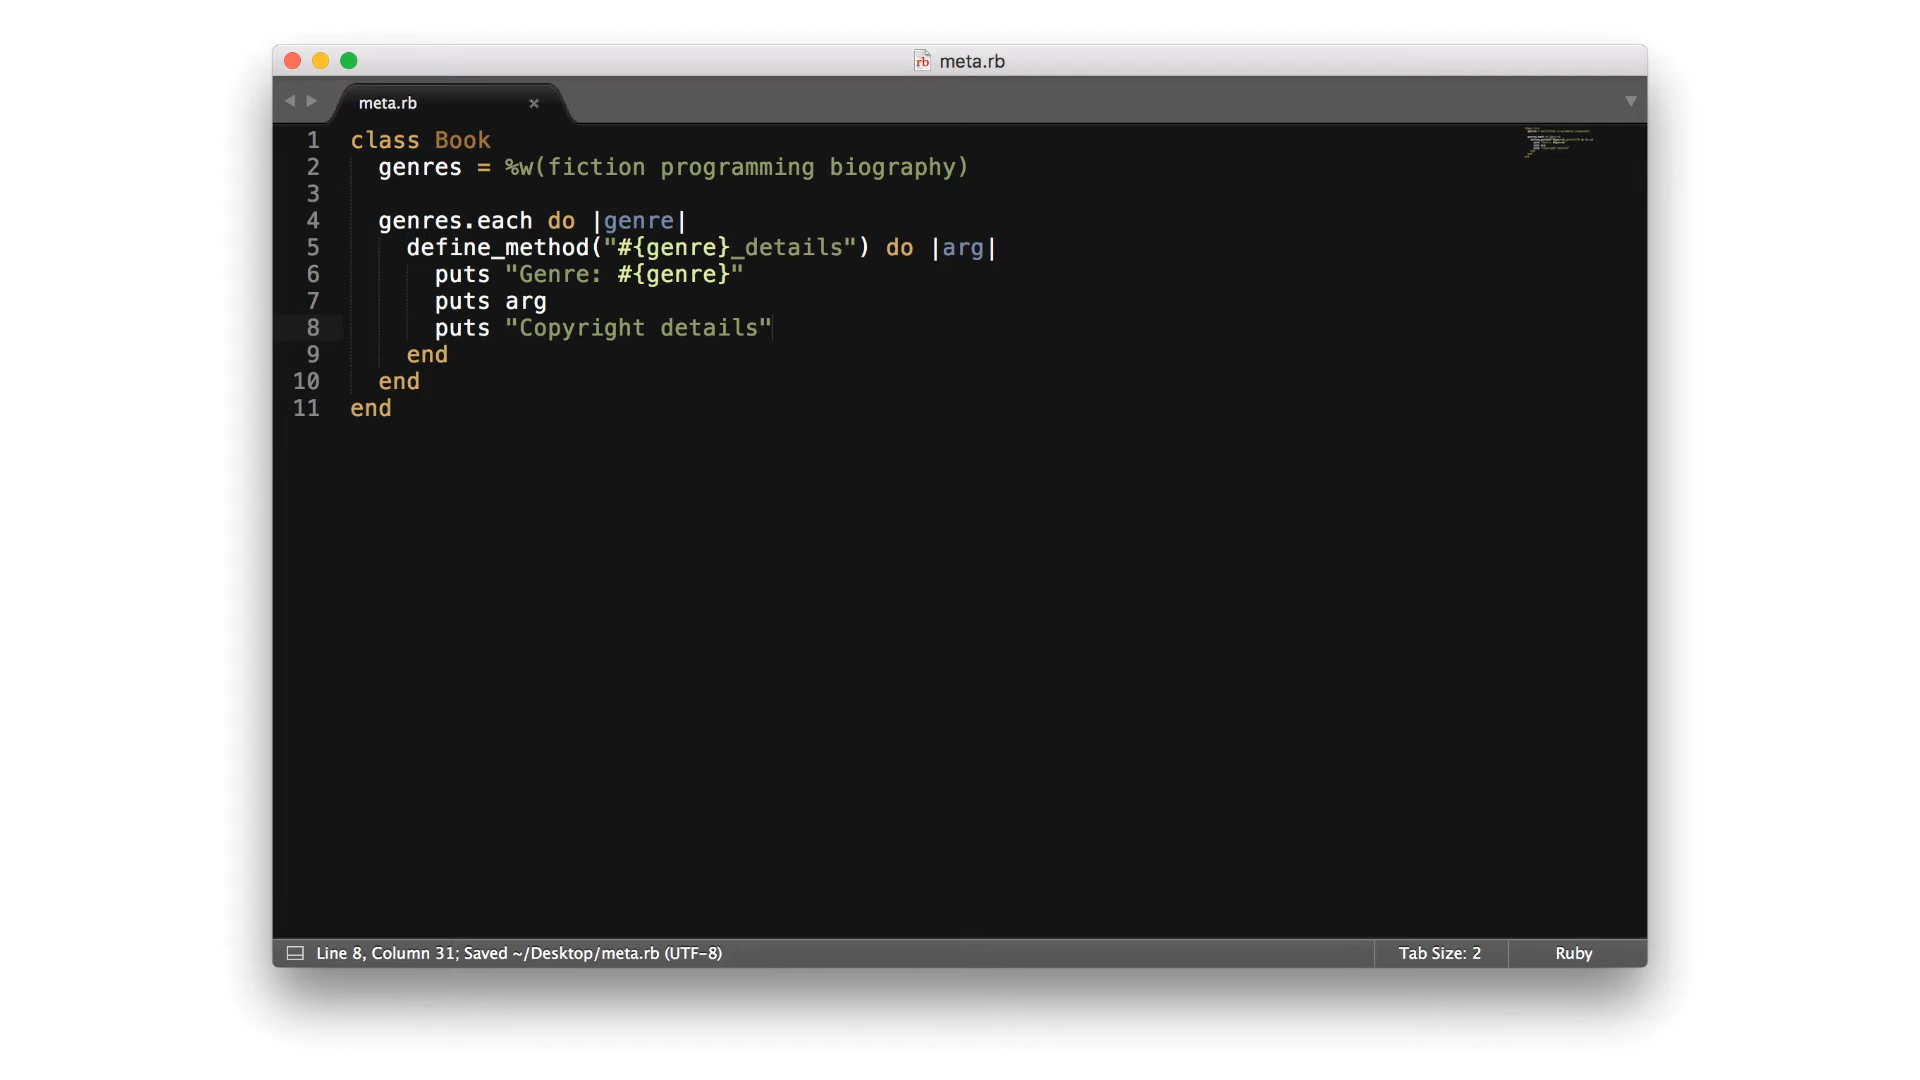 rb meta.rb
meta.rb ×
1 class Book
2   genres = %w(fiction programming biography)
3
4   genres.each do |genre|
5     define_method("#{genre}_details") do |arg|
6       puts "Genre: #{genre}"
7       puts arg
8       puts "Copyright details"
9     end
10   end
11 end
Line 8, Column 31; Saved ~/Desktop/meta.rb (UTF-8) Tab Size: 2 Ruby